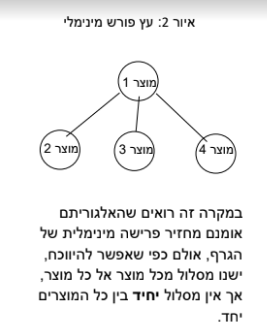 איור 2: עץ פורש מינימלי
מוצר 1
מוצר 2
מוצר 3
מוצר 4
במקרה זה רואים שהאלגוריתם
אומנם מחזיר פרישה מינימלית של
הגרף, אולם כפי שאפשר להיווכח,
ישנו מסלול מכל מוצר אל כל מוצר,
אך אין מסלול יחיד בין כל המוצרים
יחד.